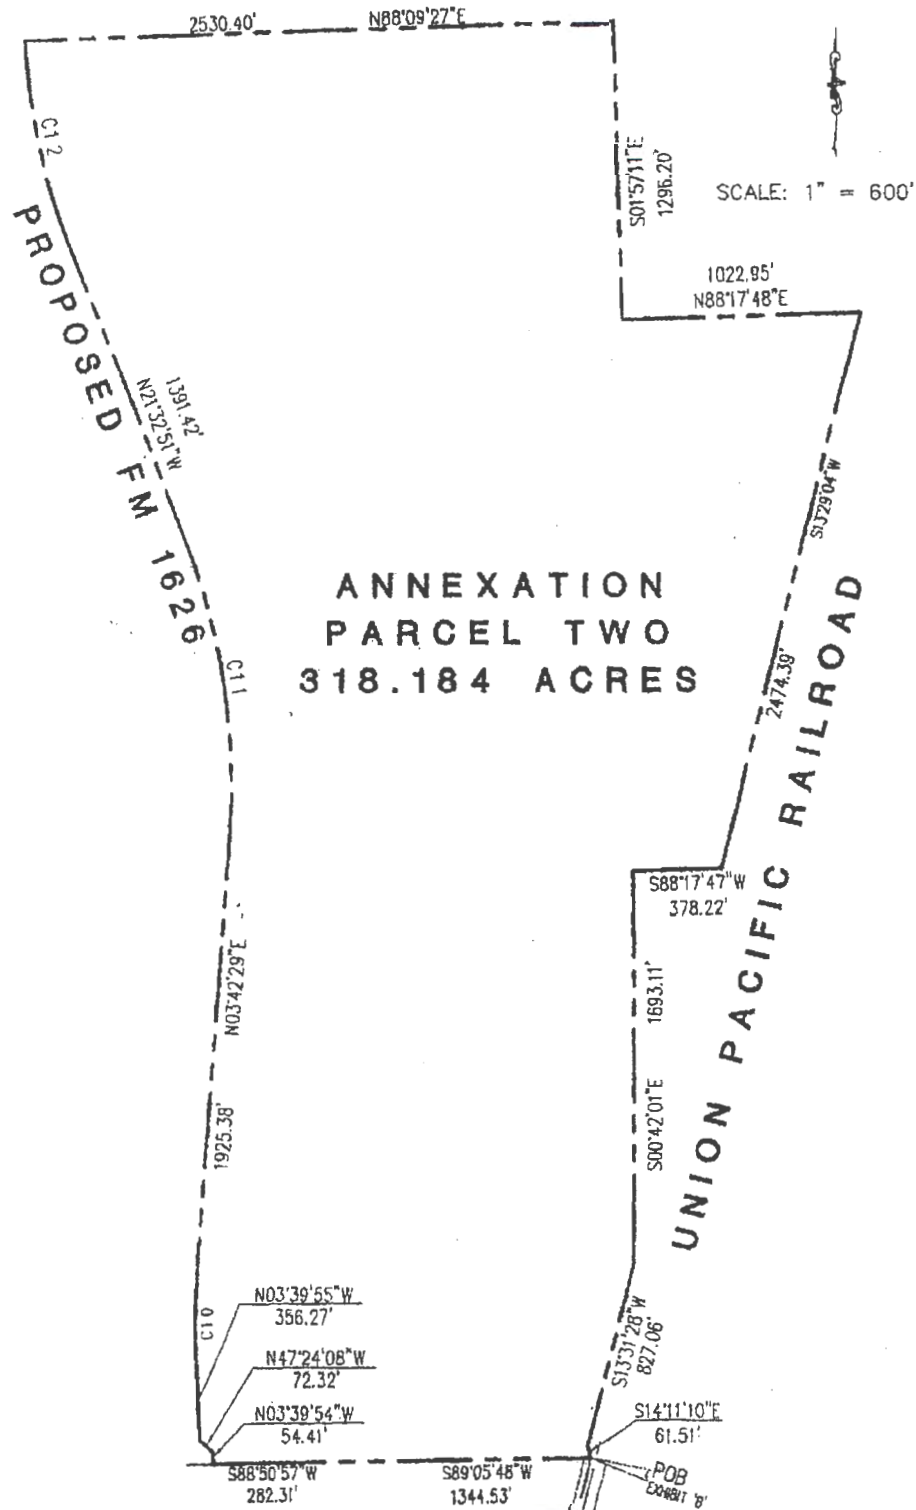 2530.40' N88°09'27"E
C12
S01°57'11"E
1296.20'
SCALE: 1" = 600'
1022.95'
N88°17'48"E
PROPOSED FM 1626
1391.42'
N21°32'51"W
S13°29'04"W
2474.39'
ANNEXATION
PARCEL TWO
318.184 ACRES
C11
UNION PACIFIC RAILROAD
S88°17'47"W
378.22'
N03°42'29"E
1925.38'
1693.11'
S00°42'01"E
N03°39'55"W
356.27'
C10
N47°24'08"W
72.32'
N03°39'54"W
54.41'
S13°31'28"W
827.06'
S14°11'10"E
61.51'
S88°50'57"W
282.31'
S89°05'48"W
1344.53'
POB
EXHIBIT 'B'